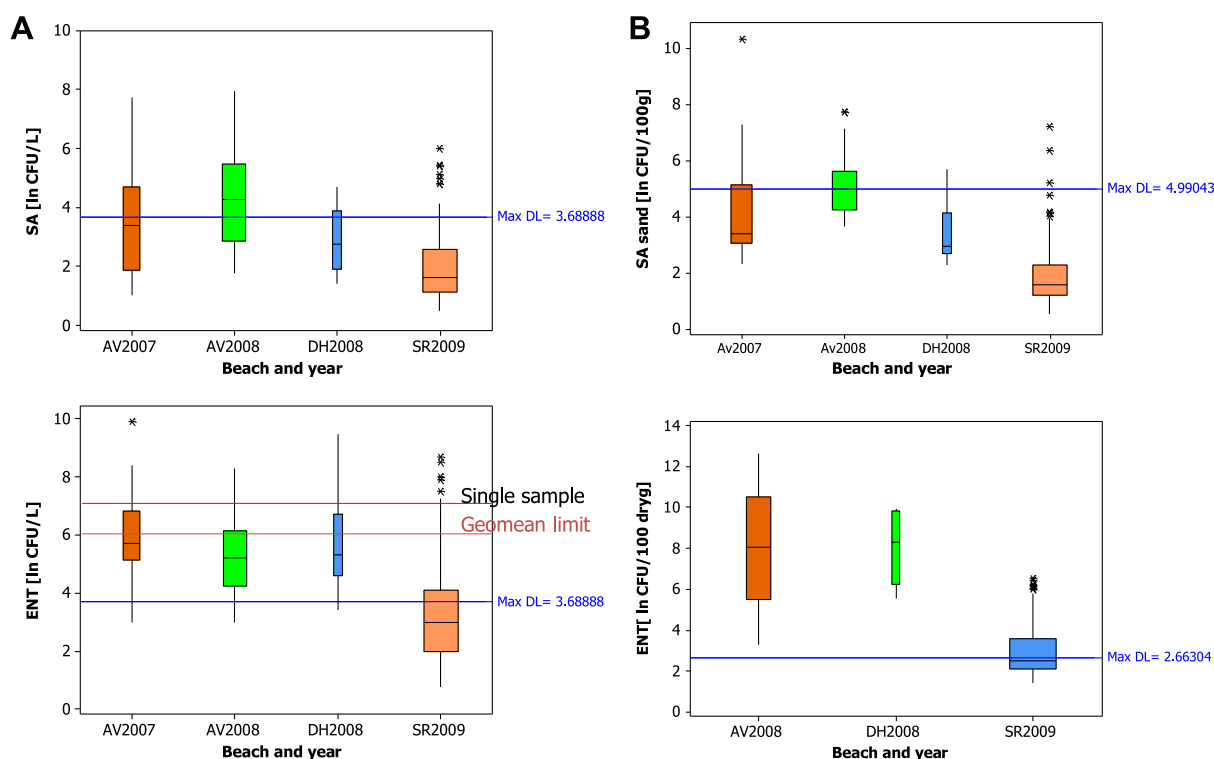 A
10
8
6
4
2
0
SA [ln CFU/L]
Max DL= 3.68888
AV2007 AV2008 DH2008 SR2009
Beach and year
B
10
8
6
4
2
0
SA sand [ln CFU/100g]
Max DL= 4.99043
Av2007 Av2008 DH2008 SR2009
Beach and year
10
8
6
4
2
0
ENT [ln CFU/L]
Single sample
Geomean limit
Max DL= 3.68888
AV2007 AV2008 DH2008 SR2009
Beach and year
14
12
10
8
6
4
2
0
ENT[ ln CFU/100 dryg]
Max DL= 2.66304
AV2008 DH2008 SR2009
Beach and year